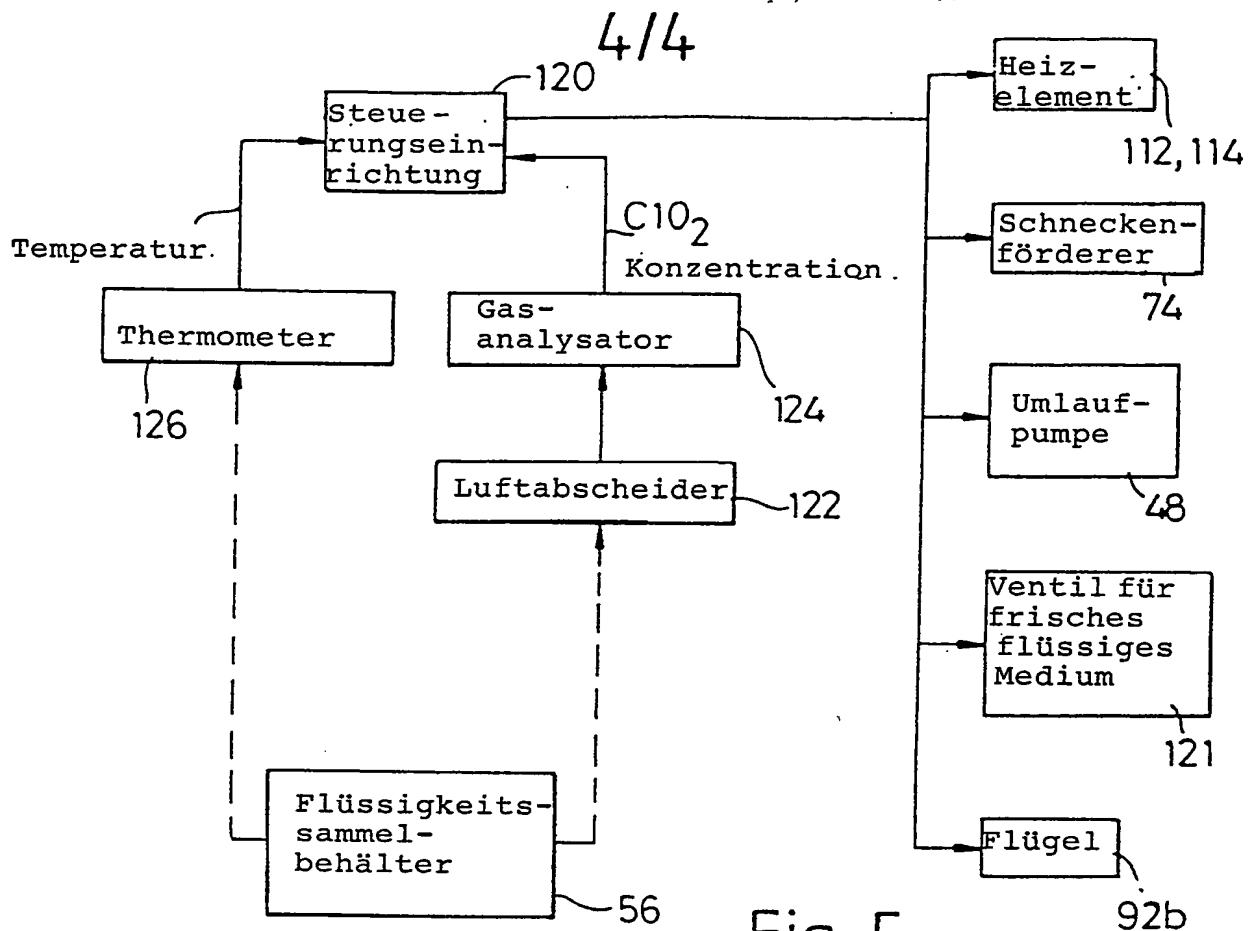 4/4
120
Steue-
rungsein-
richtung
Heiz-
element
112,114
Temperatur.
ClO2
Konzentration.
Schnecken-
förderer
74
Thermometer
126
Gas-
analysator
124
Umlauf-
pumpe
48
Luftabscheider
122
Ventil für
frisches
flüssiges
Medium
121
Flüssigkeits-
sammel-
behälter
56
Flügel
92b